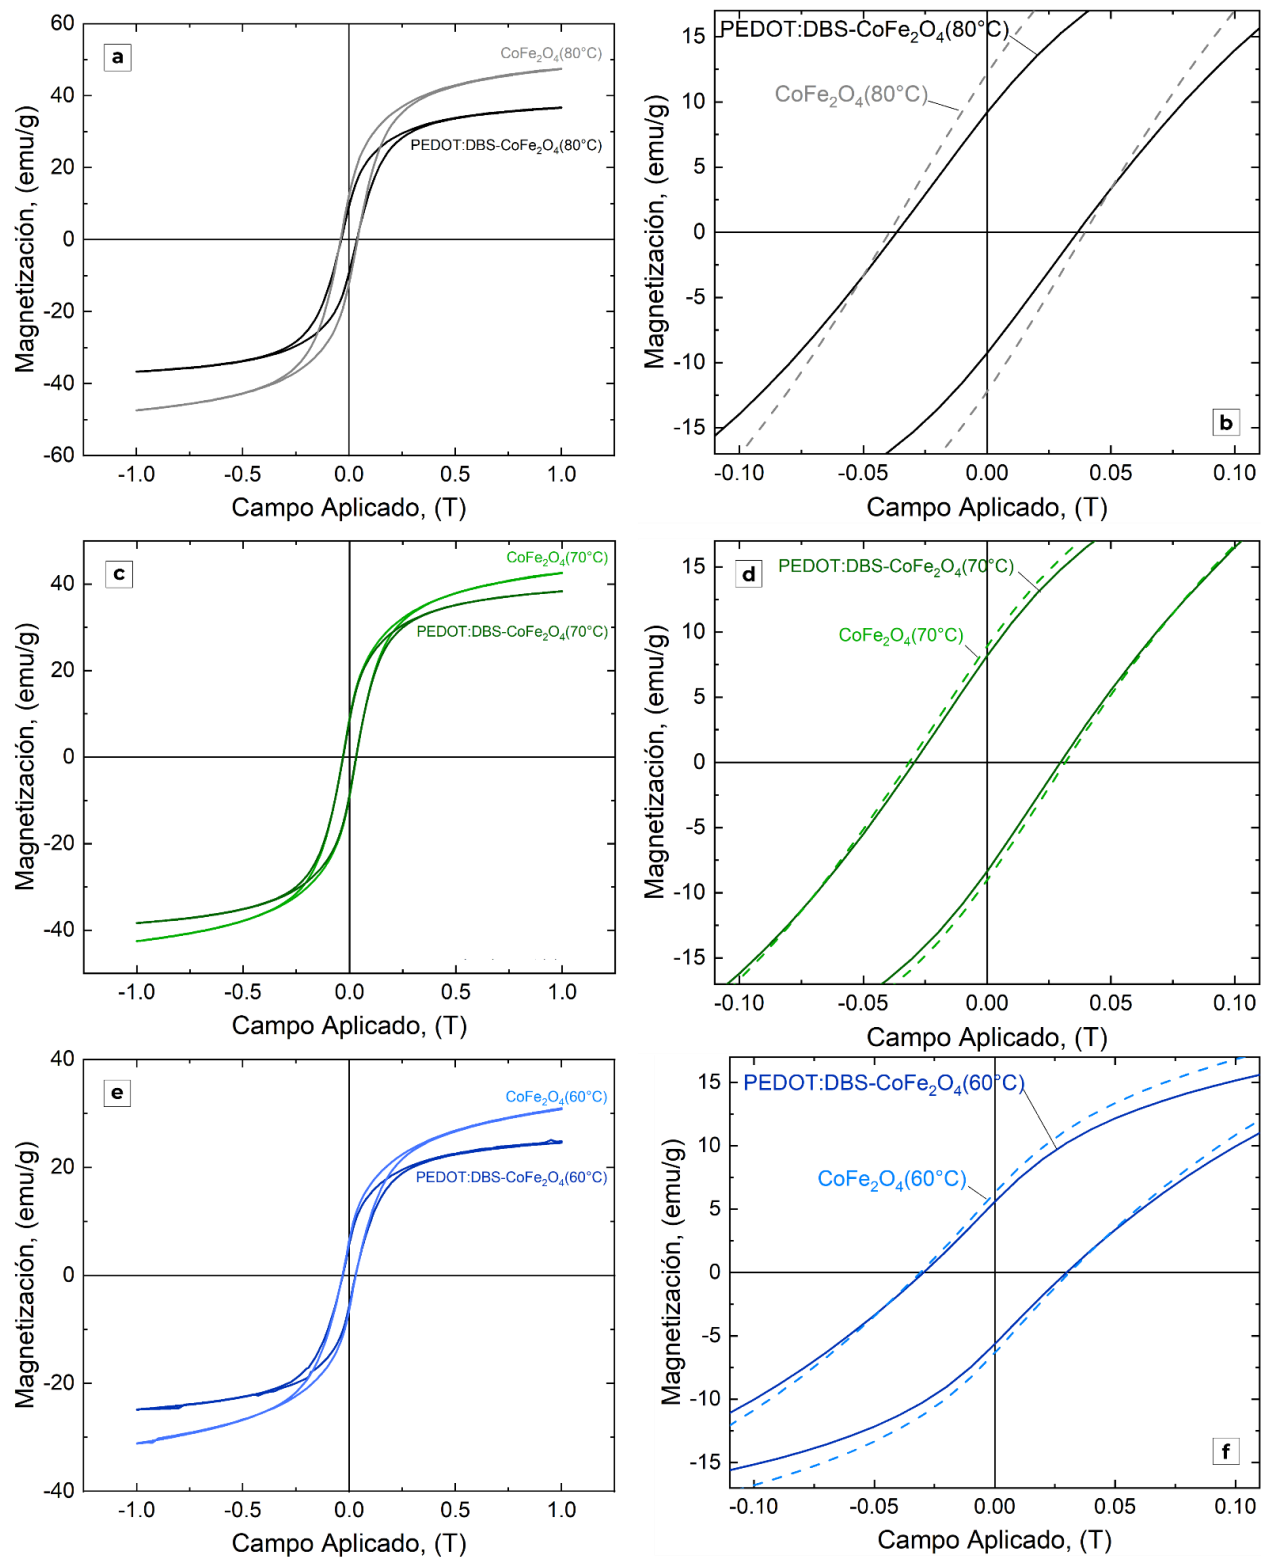 a
Magnetización, (emu/g)
60
40
20
0
-20
-40
-60
CoFe₂O₄(80°C)
PEDOT:DBS-CoFe₂O₄(80°C)
-1.0 -0.5 0.0 0.5 1.0
Campo Aplicado, (T)
b
Magnetización, (emu/g)
15
10
5
0
-5
-10
-15
PEDOT:DBS-CoFe₂O₄(80°C)
CoFe₂O₄(80°C)
-0.10 -0.05 0.00 0.05 0.10
Campo Aplicado, (T)
c
Magnetización, (emu/g)
40
20
0
-20
-40
CoFe₂O₄(70°C)
PEDOT:DBS-CoFe₂O₄(70°C)
-1.0 -0.5 0.0 0.5 1.0
Campo Aplicado, (T)
d
Magnetización, (emu/g)
15
10
5
0
-5
-10
-15
PEDOT:DBS-CoFe₂O₄(70°C)
CoFe₂O₄(70°C)
-0.10 -0.05 0.00 0.05 0.10
Campo Aplicado, (T)
e
Magnetización, (emu/g)
40
20
0
-20
-40
CoFe₂O₄(60°C)
PEDOT:DBS-CoFe₂O₄(60°C)
-1.0 -0.5 0.0 0.5 1.0
Campo Aplicado, (T)
f
Magnetización, (emu/g)
15
10
5
0
-5
-10
-15
PEDOT:DBS-CoFe₂O₄(60°C)
CoFe₂O₄(60°C)
-0.10 -0.05 0.00 0.05 0.10
Campo Aplicado, (T)